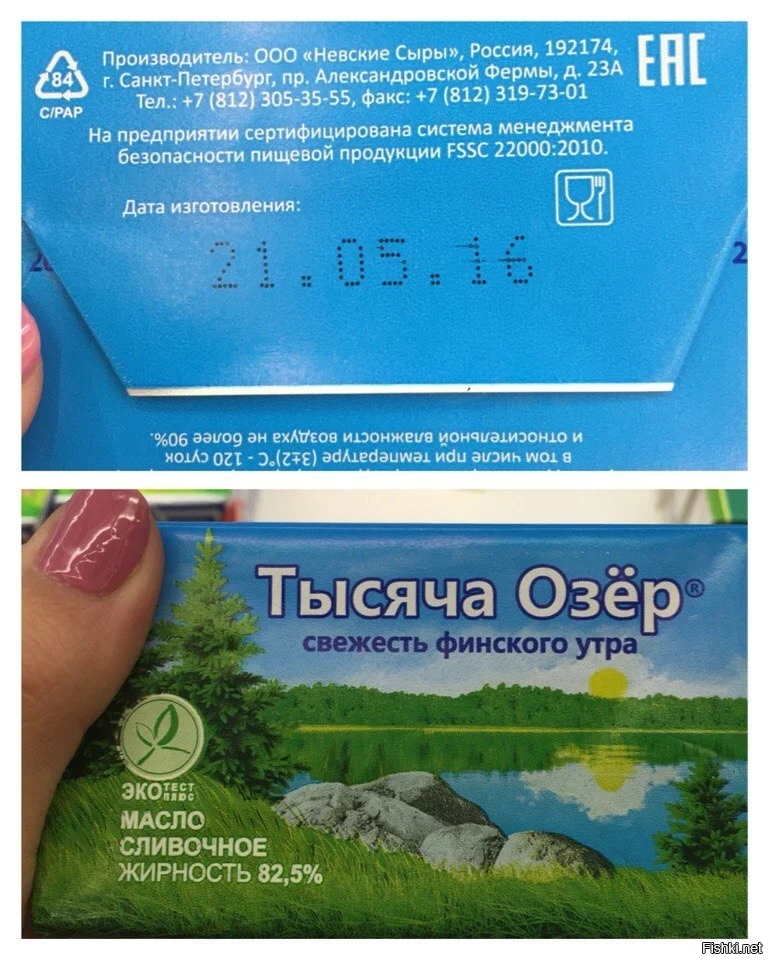 Производитель: ООО «Невские Сыры», Россия, 192174,
г. Санкт-Петербург, пр. Александровской Фермы, д. 23А
Тел.: +7 (812) 305-35-55, факс: +7 (812) 319-73-01
EAC
84
C/PAP
На предприятии сертифицирована система менеджмента
безопасности пищевой продукции FSSC 22000:2010.
Дата изготовления:
21.05.16
2
в том числе при температуре (3±2)°С - 120 суток
и относительной влажности воздуха не более 90%.
Тысяча Озёр®
свежесть финского утра
ЭКО ТЕСТ
ПЛЮС
МАСЛО
СЛИВОЧНОЕ
ЖИРНОСТЬ 82,5%
Fishki.net